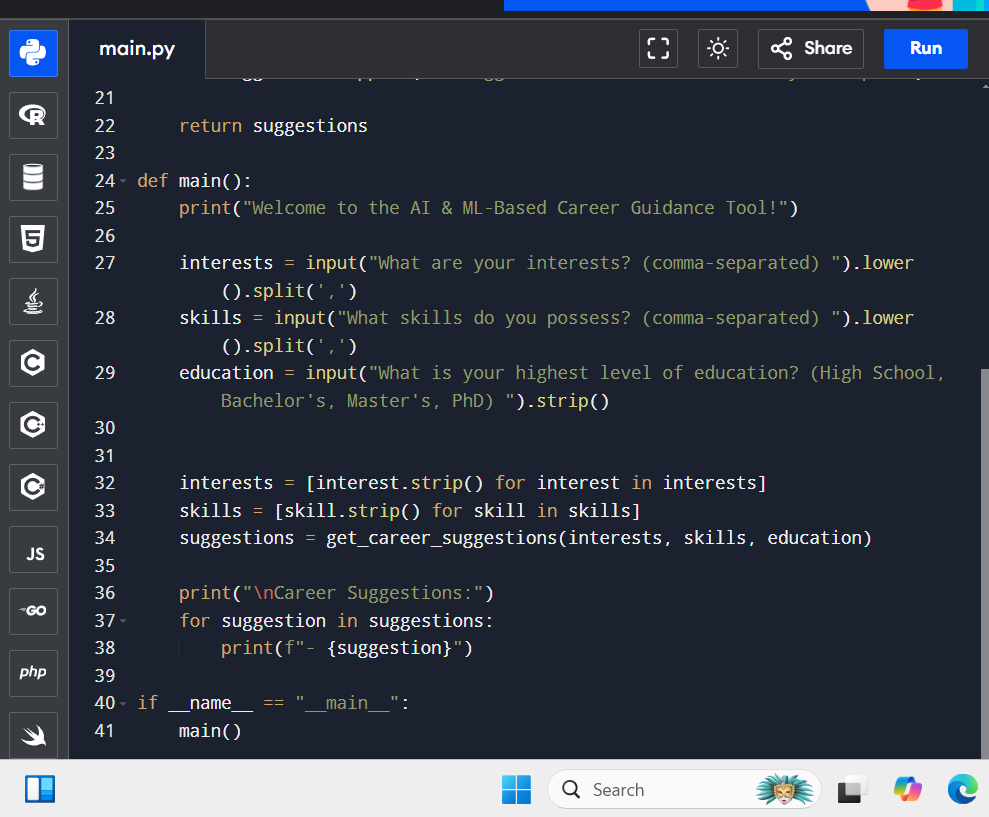 main.py
Share
Run
21
22 return suggestions
23
24 def main():
25 print("Welcome to the AI & ML-Based Career Guidance Tool!")
26
27 interests = input("What are your interests? (comma-separated) ").lower
().split(',')
28 skills = input("What skills do you possess? (comma-separated) ").lower
().split(',')
29 education = input("What is your highest level of education? (High School,
Bachelor's, Master's, PhD) ").strip()
30
31
32 interests = [interest.strip() for interest in interests]
33 skills = [skill.strip() for skill in skills]
34 suggestions = get_career_suggestions(interests, skills, education)
35
36 print("\nCareer Suggestions:")
37 for suggestion in suggestions:
38 print(f"- {suggestion}")
39
40 if __name__ == "__main__":
41 main()
R
5
C
C
C
JS
GO
php
Search